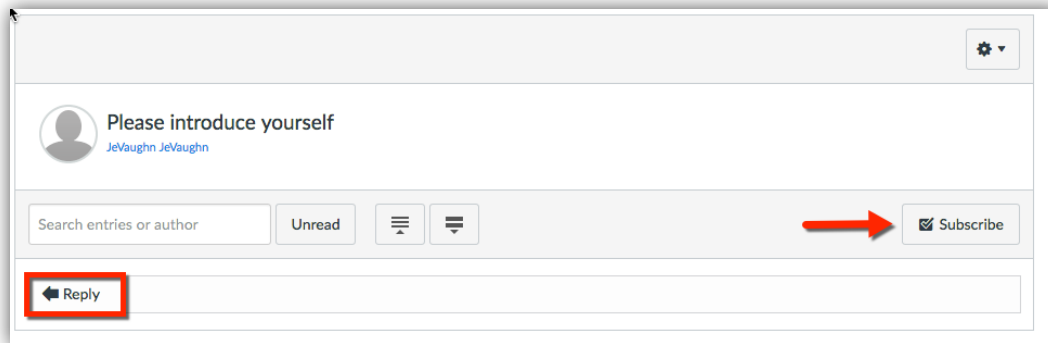 Please introduce yourself
JeVaughn JeVaughn
Search entries or author
Unread
Subscribe
Reply